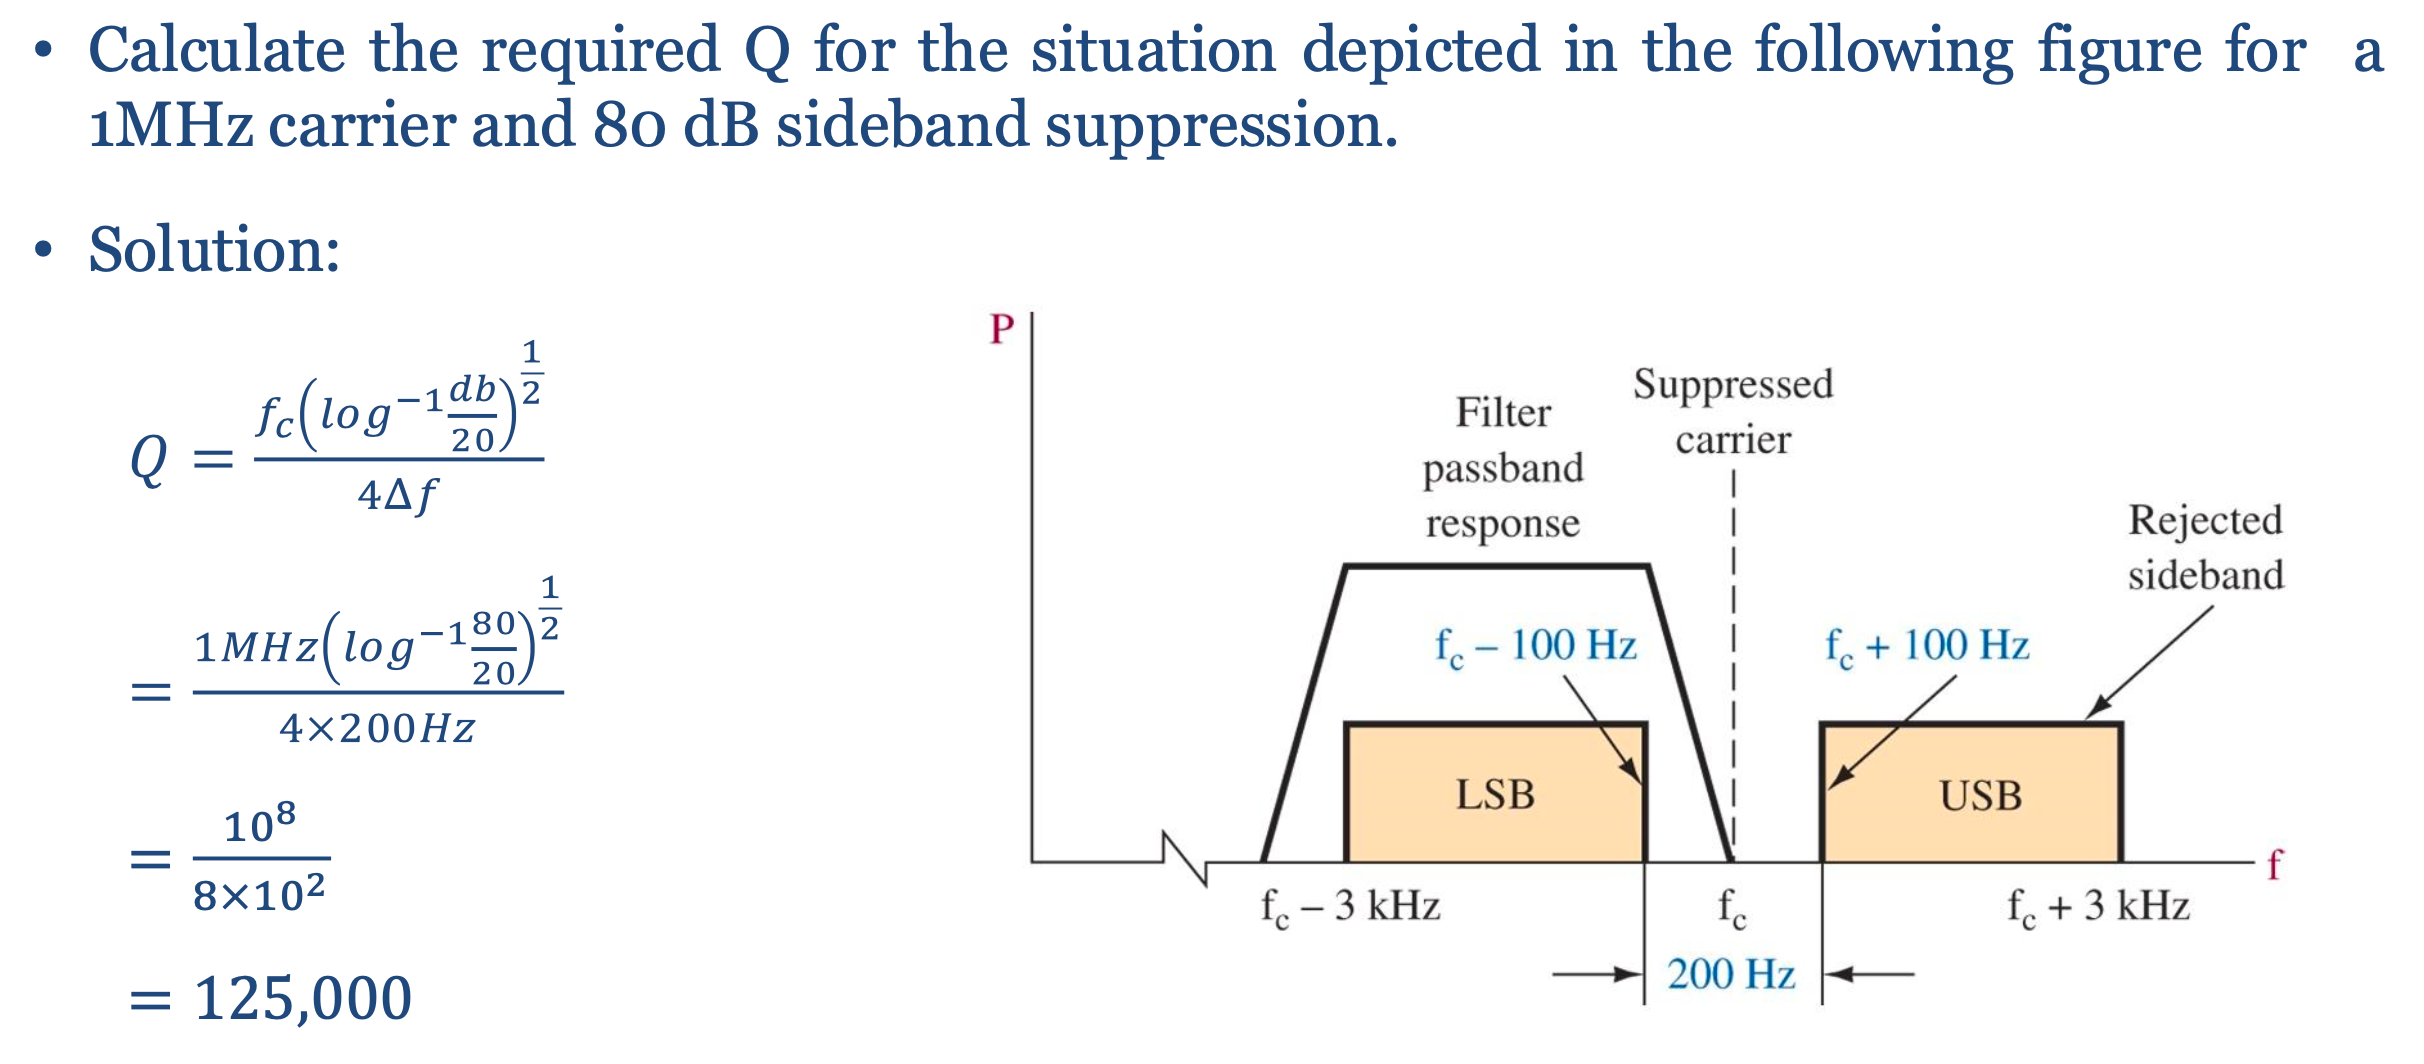 • Calculate the required Q for the situation depicted in the following figure for a
1MHz carrier and 80 dB sideband suppression.
• Solution:
Q = \frac{f_c\left(log^{-1}\frac{db}{20}\right)^{\frac{1}{2}}}{4Δf}
= \frac{1MHz\left(log^{-1}\frac{80}{20}\right)^{\frac{1}{2}}}{4×200Hz}
= \frac{10^8}{8×10^2}
= 125,000
P
Filter
passband
response
Suppressed
carrier
Rejected
sideband
f_c – 100 Hz
f_c + 100 Hz
LSB
USB
f
f_c – 3 kHz
f_c
f_c + 3 kHz
200 Hz